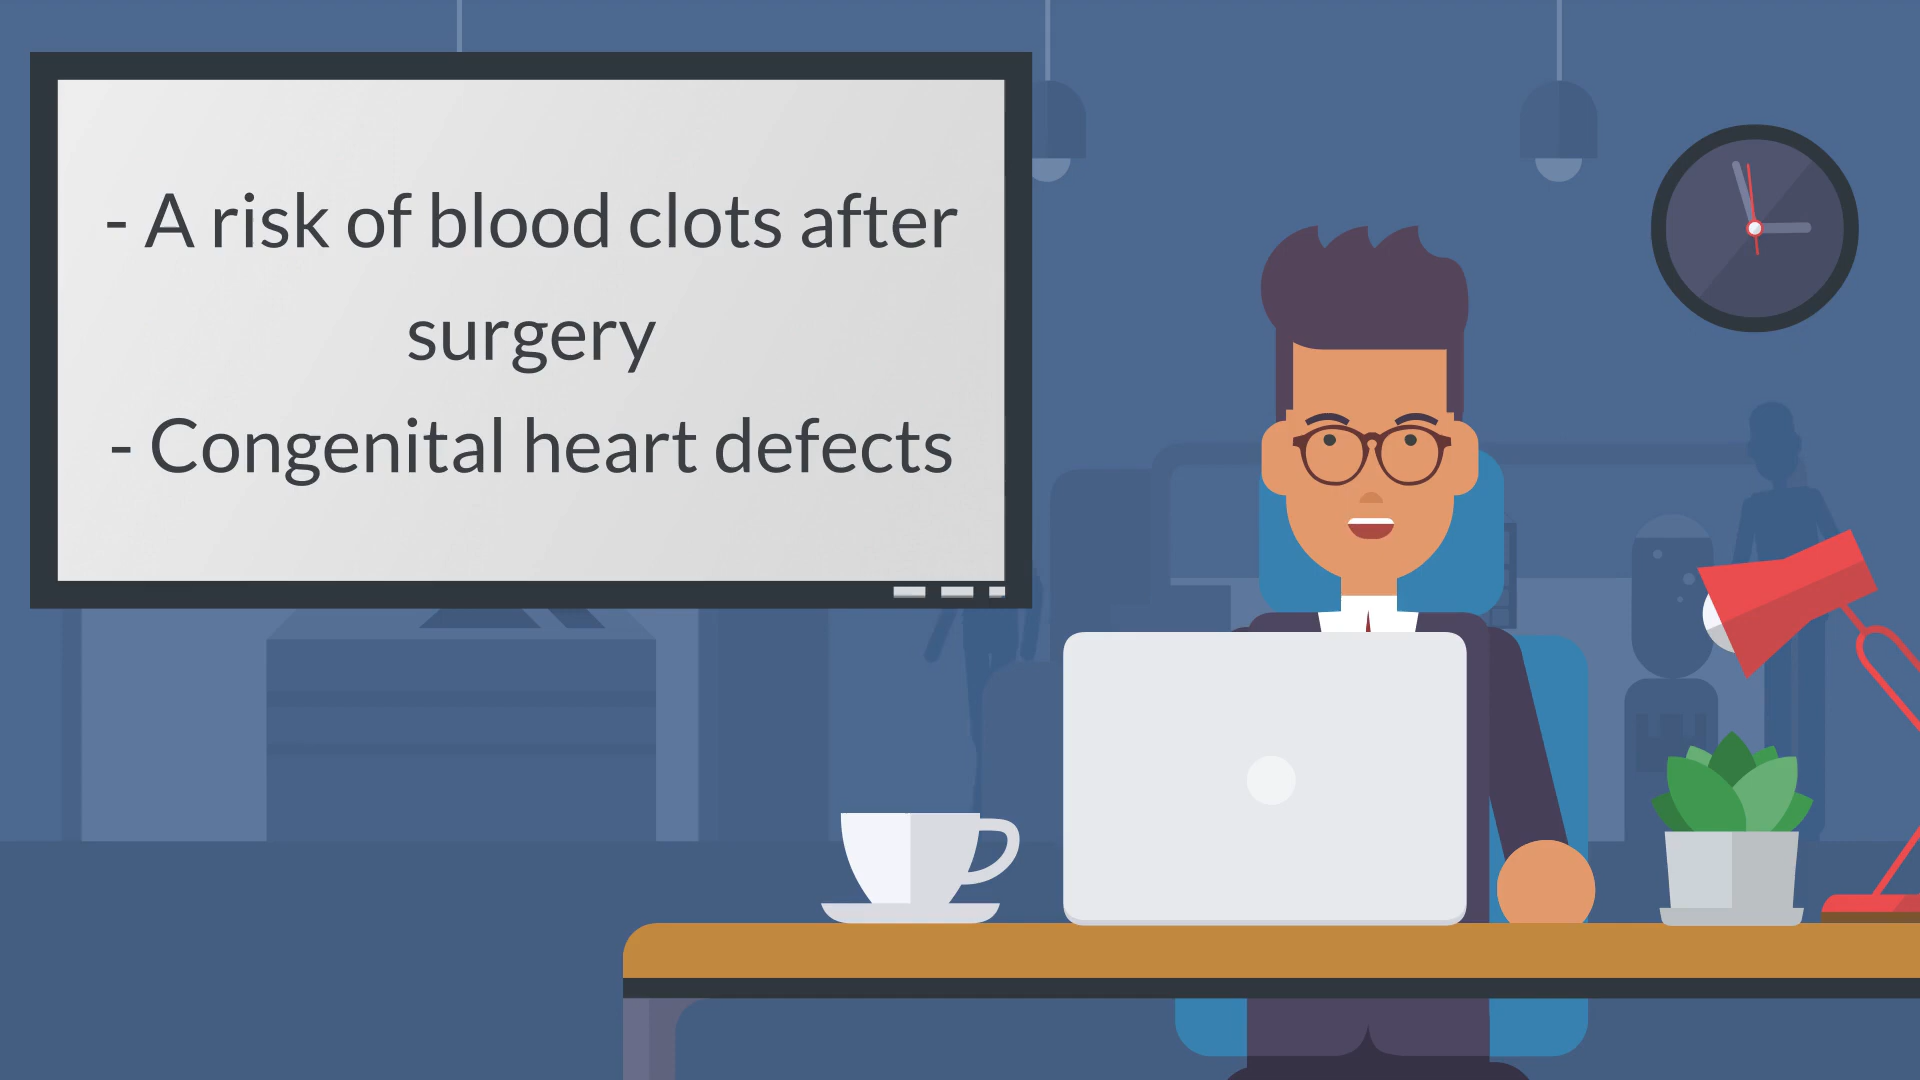 - A risk of blood clots after
surgery
- Congenital heart defects